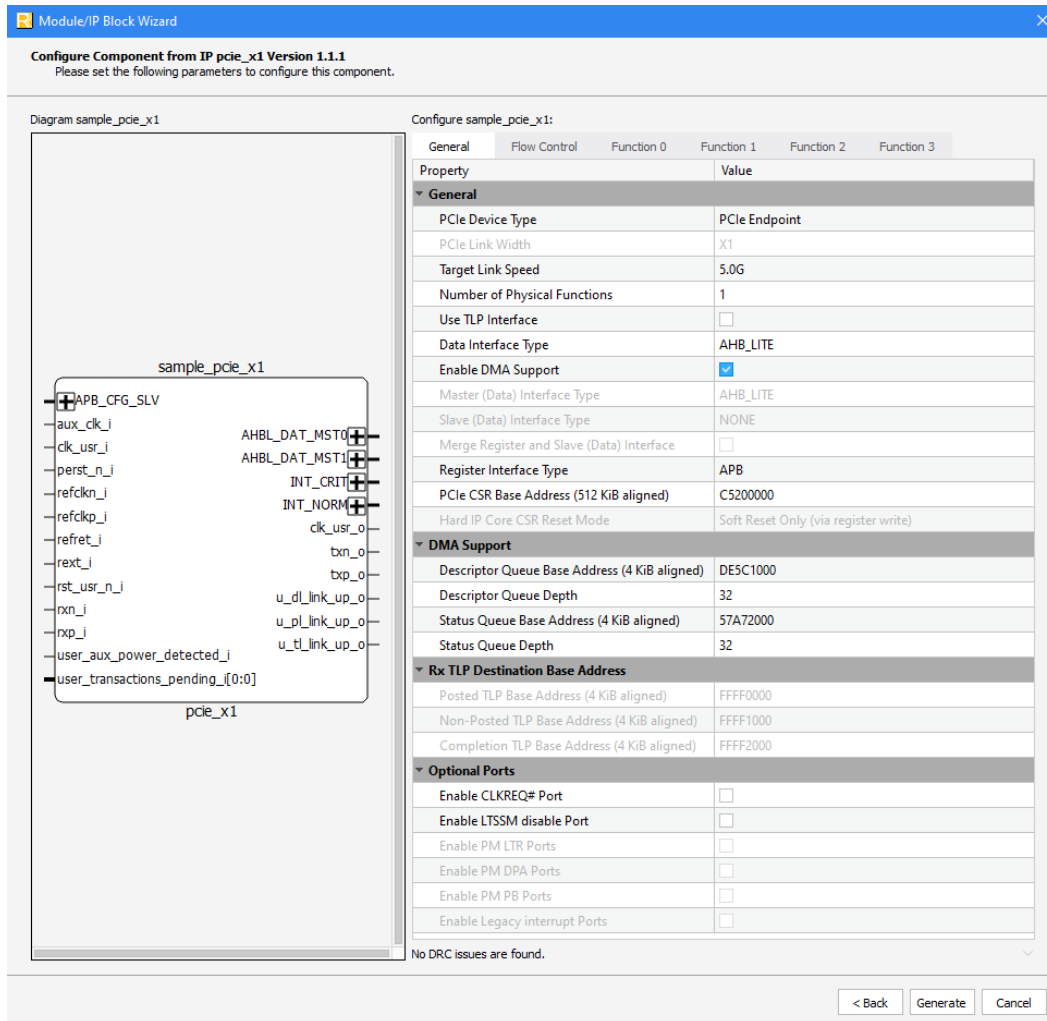 Module/IP Block Wizard
Configure Component from IP pcie_x1 Version 1.1.1
Please set the following parameters to configure this component.
Diagram sample_pcie_x1
sample_pcie_x1
APB_CFG_SLV
aux_clk_i
clk_usr_i
perst_n_i
refclkn_i
refclkp_i
refret_i
rext_i
rst_usr_n_i
rxn_i
rxp_i
user_aux_power_detected_i
user_transactions_pending_i[0:0]
AHBL_DAT_MST0
AHBL_DAT_MST1
INT_CRIT
INT_NORM
clk_usr_o
txn_o
txp_o
u_dl_link_up_o
u_pl_link_up_o
u_tl_link_up_o
pcie_x1
Configure sample_pcie_x1:
General Flow Control Function 0 Function 1 Function 2 Function 3
Property Value
General
PCIe Device Type PCIe Endpoint
PCIe Link Width X1
Target Link Speed 5.0G
Number of Physical Functions 1
Use TLP Interface
Data Interface Type AHB_LITE
Enable DMA Support
Master (Data) Interface Type AHB_LITE
Slave (Data) Interface Type NONE
Merge Register and Slave (Data) Interface
Register Interface Type APB
PCIe CSR Base Address (512 KiB aligned) C5200000
Hard IP Core CSR Reset Mode Soft Reset Only (via register write)
DMA Support
Descriptor Queue Base Address (4 KiB aligned) DE5C1000
Descriptor Queue Depth 32
Status Queue Base Address (4 KiB aligned) 57A72000
Status Queue Depth 32
Rx TLP Destination Base Address
Posted TLP Base Address (4 KiB aligned) FFFF0000
Non-Posted TLP Base Address (4 KiB aligned) FFFF1000
Completion TLP Base Address (4 KiB aligned) FFFF2000
Optional Ports
Enable CLKREQ# Port
Enable LTSSM disable Port
Enable PM LTR Ports
Enable PM DPA Ports
Enable PM PB Ports
Enable Legacy interrupt Ports
No DRC issues are found.
< Back Generate Cancel